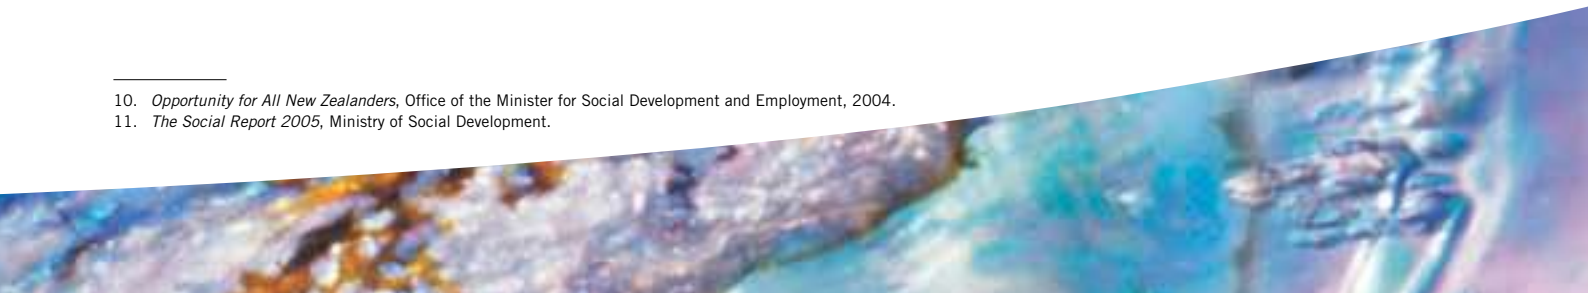 10. Opportunity for All New Zealanders, Office of the Minister for Social Development and Employment, 2004.
11. The Social Report 2005, Ministry of Social Development.